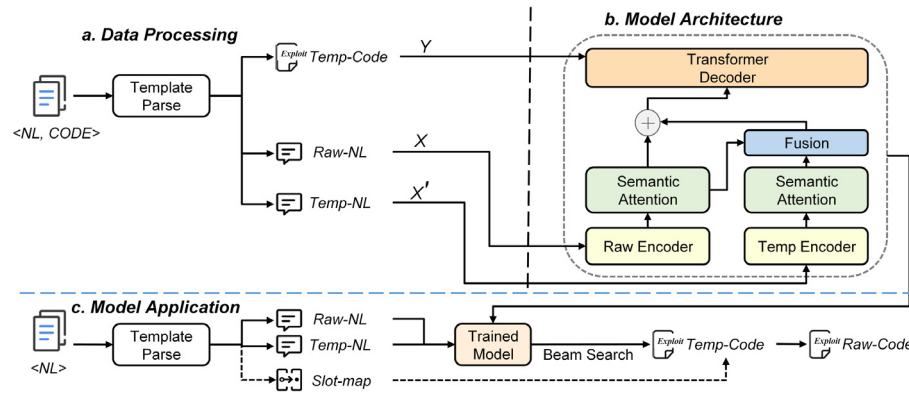 a. Data Processing
<NL, CODE>
Template
Parse
Exploit
Temp-Code
Y
Raw-NL
X
Temp-NL
X'
b. Model Architecture
Transformer
Decoder
+
Fusion
Semantic
Attention
Semantic
Attention
Raw Encoder
Temp Encoder
c. Model Application
<NL>
Template
Parse
Raw-NL
Temp-NL
Slot-map
Trained
Model
Beam Search
Exploit
Temp-Code
Exploit
Raw-Code